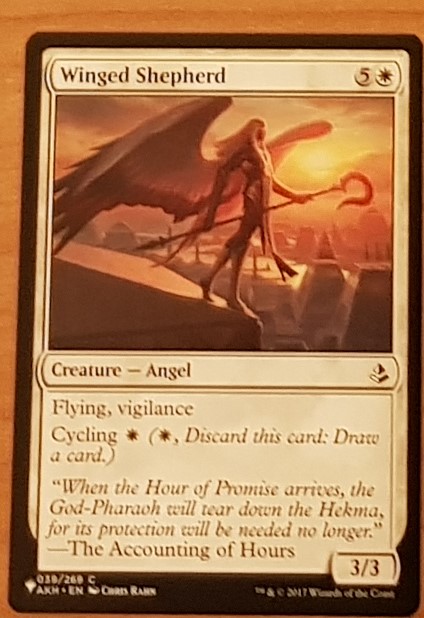 Winged Shepherd 5
Creature — Angel
Flying, vigilance
Cycling (, Discard this card: Draw
a card.)
"When the Hour of Promise arrives, the
God-Pharaoh will tear down the Hekma,
for its protection will be needed no longer."
—The Accounting of Hours
3/3
039/269 C
AKH • EN Chris Rahn
™ & © 2017 Wizards of the Coast